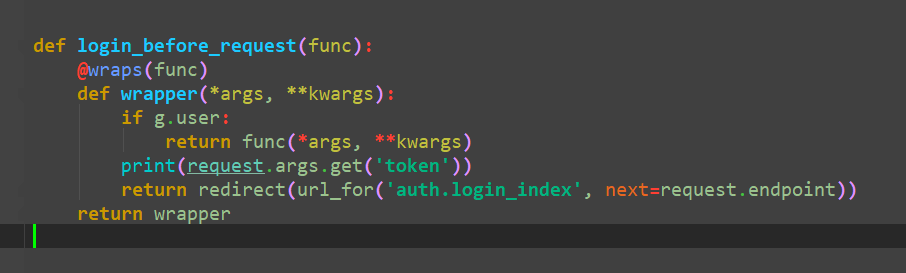 def login_before_request(func):
    @wraps(func)
    def wrapper(*args, **kwargs):
        if g.user:
            return func(*args, **kwargs)
        print(request.args.get('token'))
        return redirect(url_for('auth.login_index', next=request.endpoint))
    return wrapper